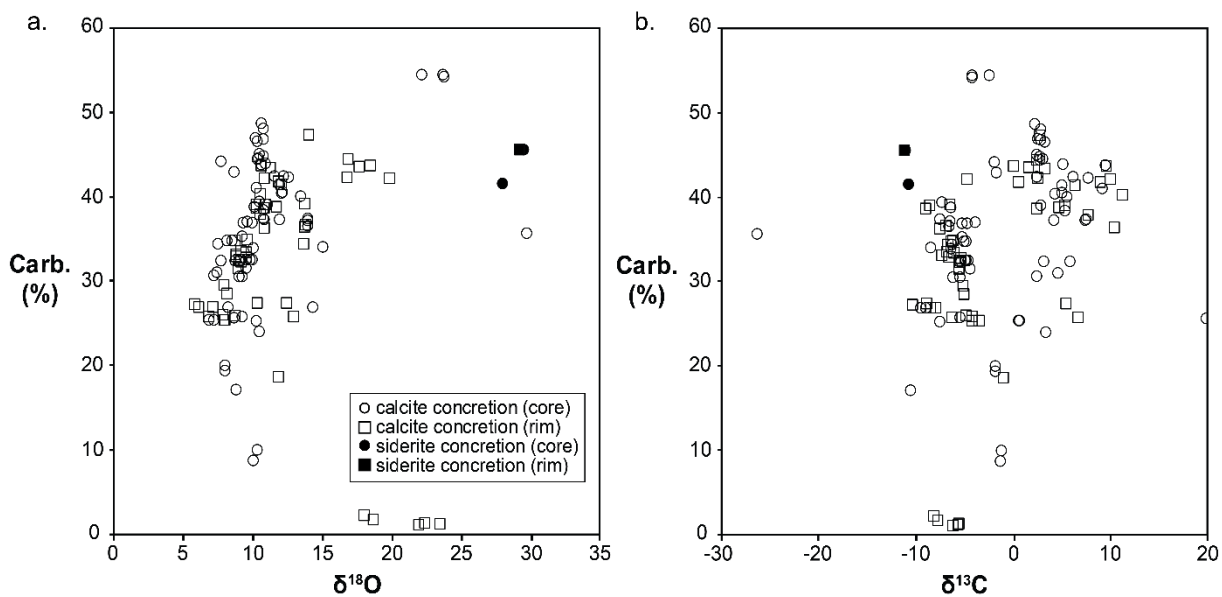 a.
60
50
40
30
20
10
0
Carb.
(%)
0 5 10 15 20 25 30 35
δ¹⁸O
○ calcite concretion (core)
□ calcite concretion (rim)
● siderite concretion (core)
■ siderite concretion (rim)
b.
60
50
40
30
20
10
0
Carb.
(%)
-30 -20 -10 0 10 20
δ¹³C